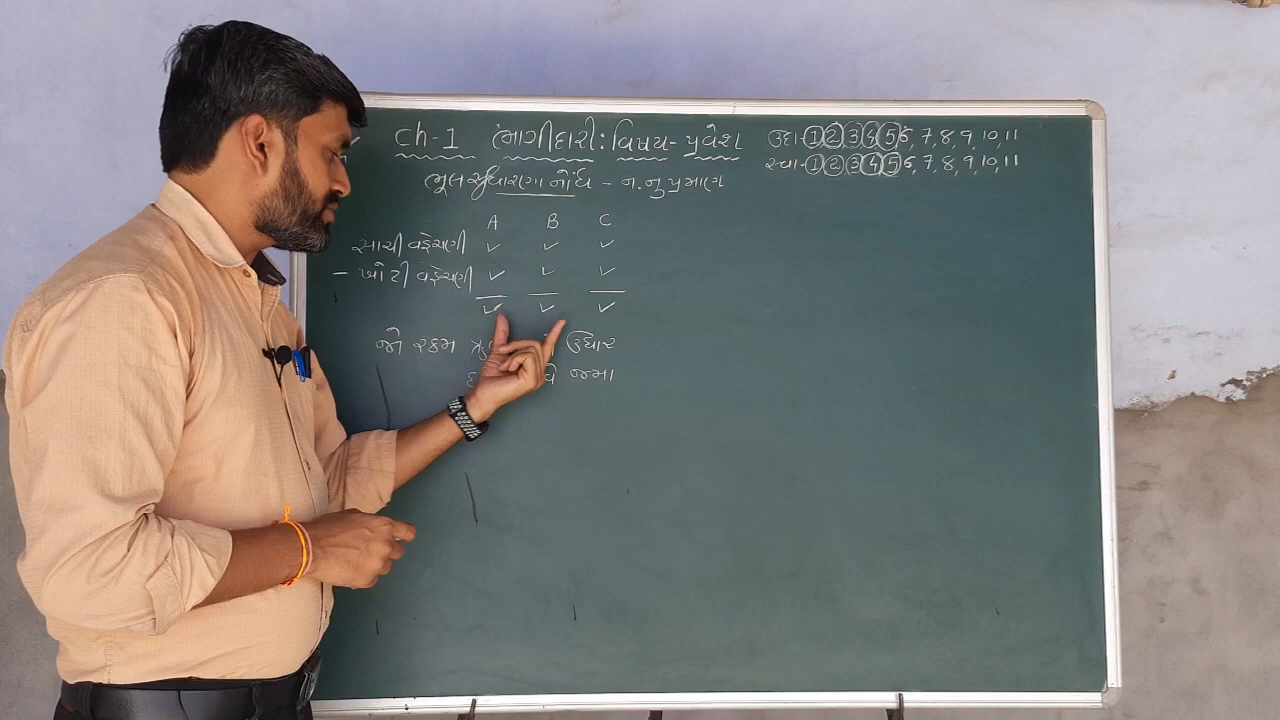 Ch-1 ભાગીદારી : વિષય - પ્રવેશ
ઉદા - 1 2 3 4 5 6, 7, 8, 9, 10, 11
સ્વા - 1 2 3 4 5 6, 7, 8, 9, 10, 11
ભૂલ સુધારણા નોંધ - ન.નુ પ્રમાણ
A B C
સાચી વહેંચણી ✓ ✓ ✓
- ખોટી વહેંચણી ✓ ✓ ✓
✓ ✓ ✓
જો રકમ ઉધાર
જમા